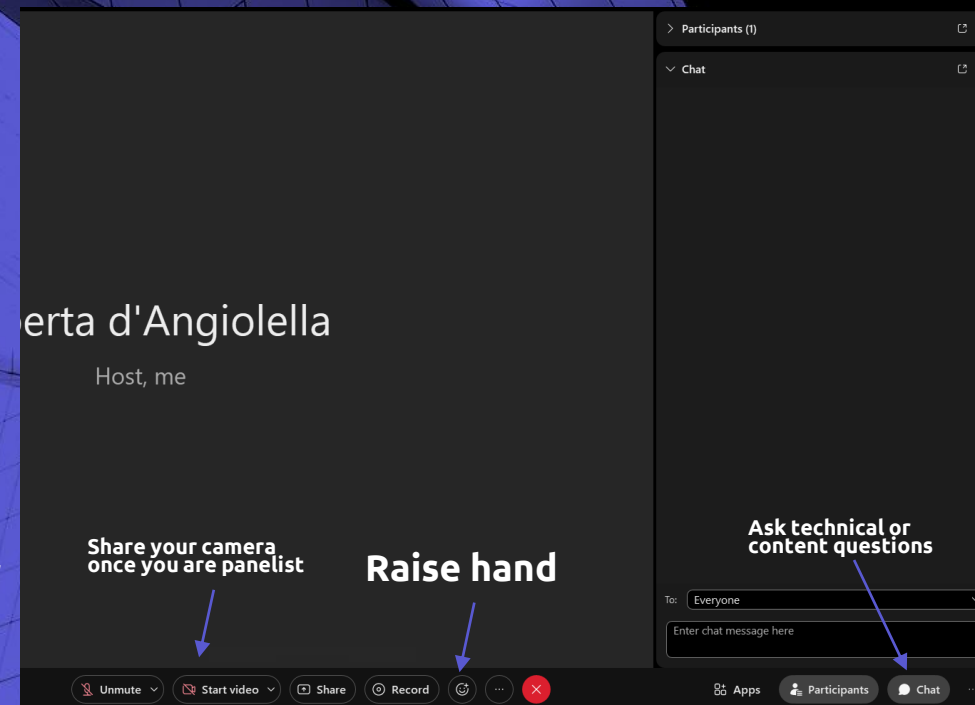 Participants (1)
Chat
erta d'Angiolella
Host, me
Share your camera
once you are panelist
Raise hand
Ask technical or
content questions
To: Everyone
Enter chat message here
Unmute Start video Share Record Apps Participants Chat